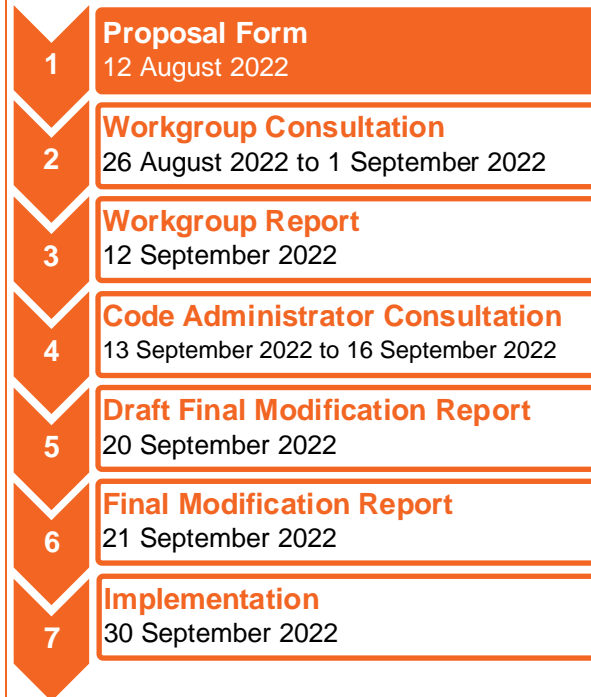 1
Proposal Form
12 August 2022
2
Workgroup Consultation
26 August 2022 to 1 September 2022
3
Workgroup Report
12 September 2022
4
Code Administrator Consultation
13 September 2022 to 16 September 2022
5
Draft Final Modification Report
20 September 2022
6
Final Modification Report
21 September 2022
7
Implementation
30 September 2022